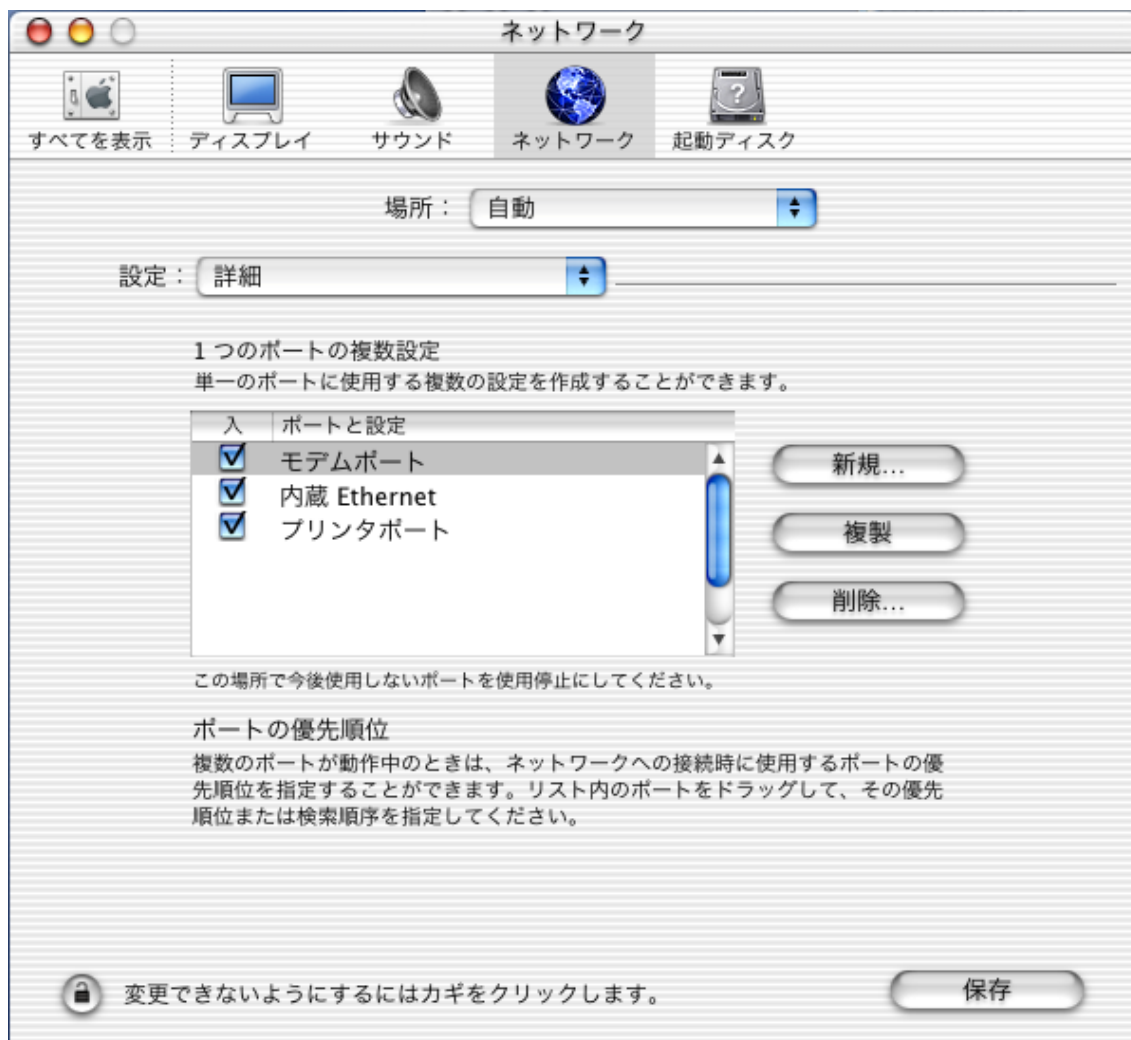 ネットワーク
すべてを表示 ディスプレイ サウンド ネットワーク 起動ディスク
場所： 自動
設定： 詳細
1 つのポートの複数設定
単一のポートに使用する複数の設定を作成することができます。
入 ポートと設定
モデムポート
内蔵 Ethernet
プリンタポート
新規...
複製
削除...
この場所で今後使用しないポートを使用停止にしてください。
ポートの優先順位
複数のポートが動作中のときは、ネットワークへの接続時に使用するポートの優
先順位を指定することができます。リスト内のポートをドラッグして、その優先
順位または検索順序を指定してください。
変更できないようにするにはカギをクリックします。
保存